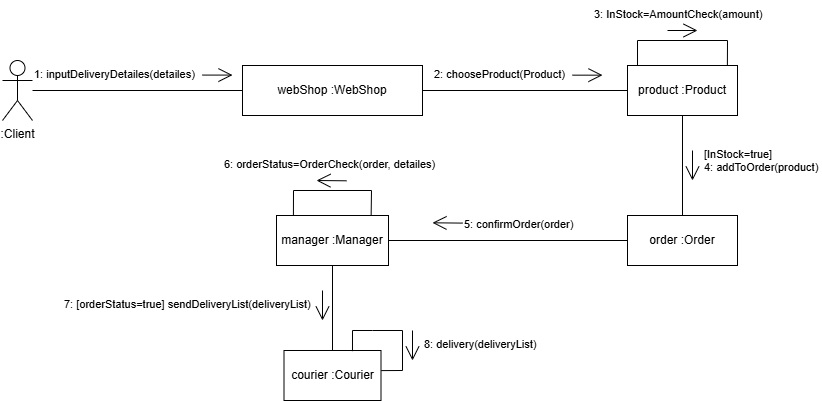 3: InStock=AmountCheck(amount)
1: inputDeliveryDetailes(detailes)
2: chooseProduct(Product)
webShop :WebShop
product :Product
:Client
[InStock=true]
4: addToOrder(product)
6: orderStatus=OrderCheck(order, detailes)
5: confirmOrder(order)
manager :Manager
order :Order
7: [orderStatus=true] sendDeliveryList(deliveryList)
8: delivery(deliveryList)
courier :Courier